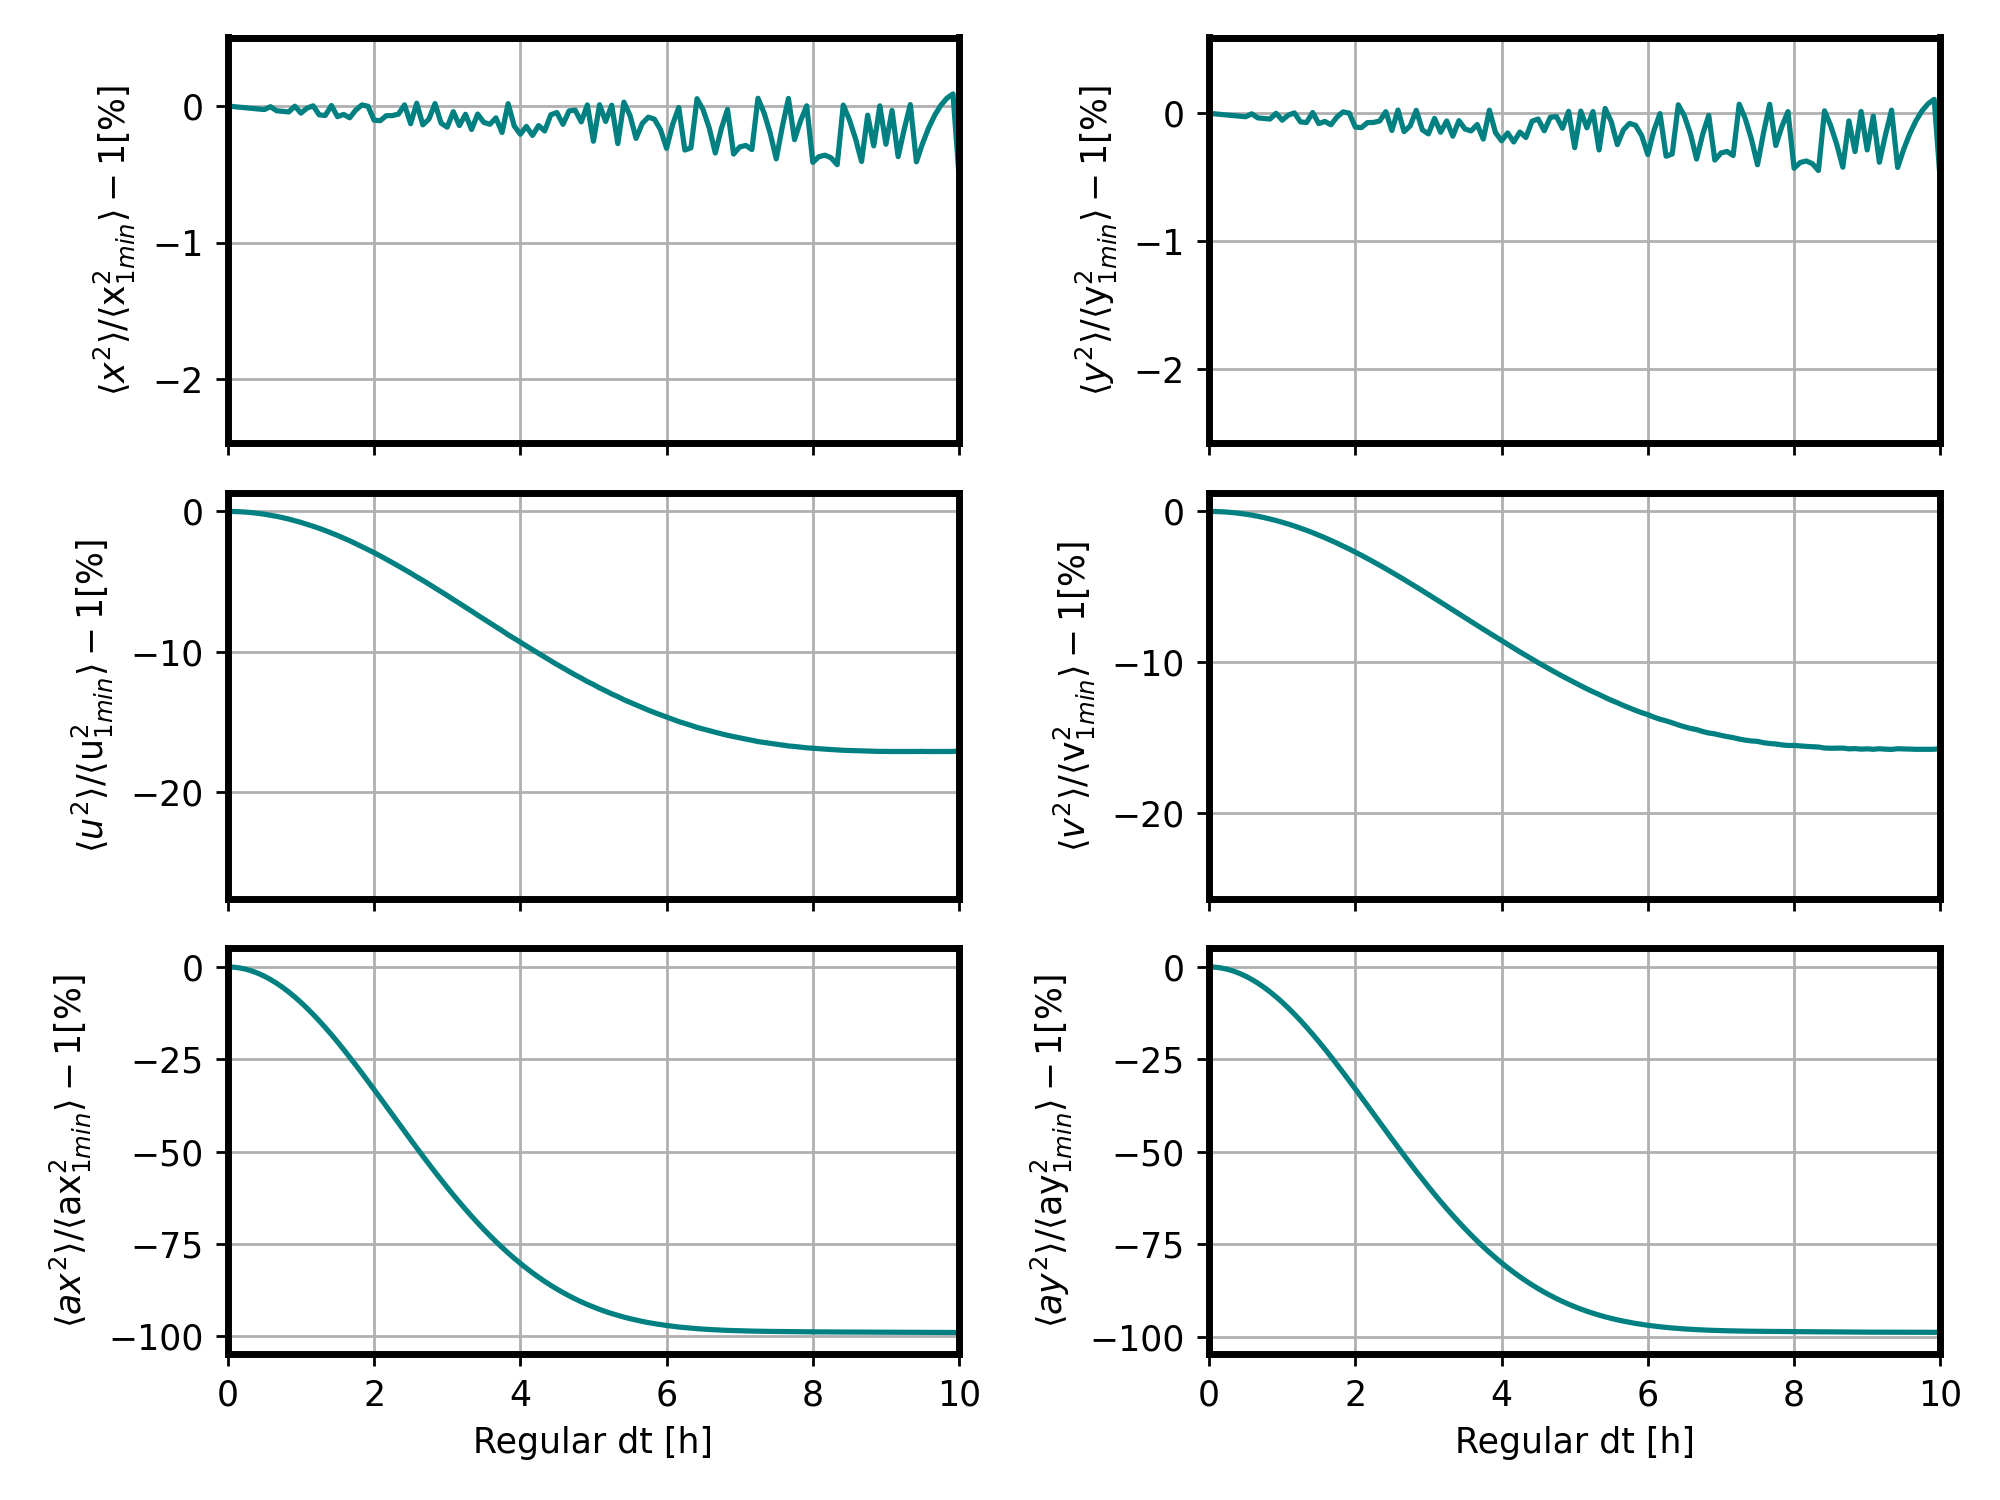 ⟨x²⟩/⟨x²₁ₘᵢₙ⟩ − 1[%]
0
−1
−2
⟨y²⟩/⟨y²₁ₘᵢₙ⟩ − 1[%]
0
−1
−2
⟨u²⟩/⟨u²₁ₘᵢₙ⟩ − 1[%]
0
−10
−20
⟨v²⟩/⟨v²₁ₘᵢₙ⟩ − 1[%]
0
−10
−20
⟨ax²⟩/⟨ax²₁ₘᵢₙ⟩ − 1[%]
0
−25
−50
−75
−100
0 2 4 6 8 10
Regular dt [h]
⟨ay²⟩/⟨ay²₁ₘᵢₙ⟩ − 1[%]
0
−25
−50
−75
−100
0 2 4 6 8 10
Regular dt [h]